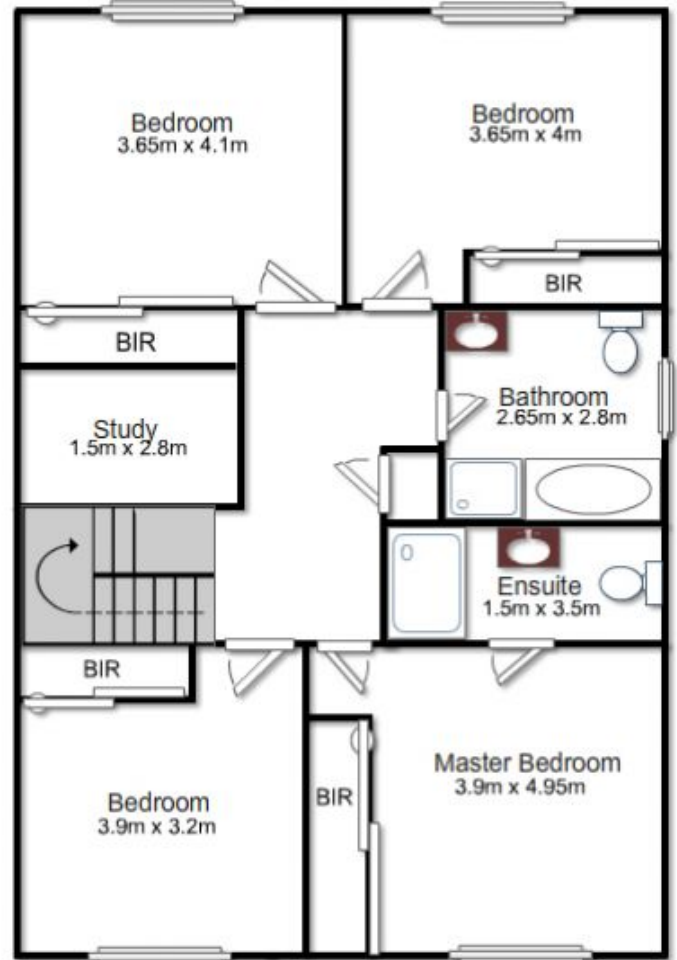 Bedroom
3.65m x 4.1m
Bedroom
3.65m x 4m
BIR
BIR
Bathroom
2.65m x 2.8m
Study
1.5m x 2.8m
Ensuite
1.5m x 3.5m
BIR
Master Bedroom
3.9m x 4.95m
BIR
Bedroom
3.9m x 3.2m